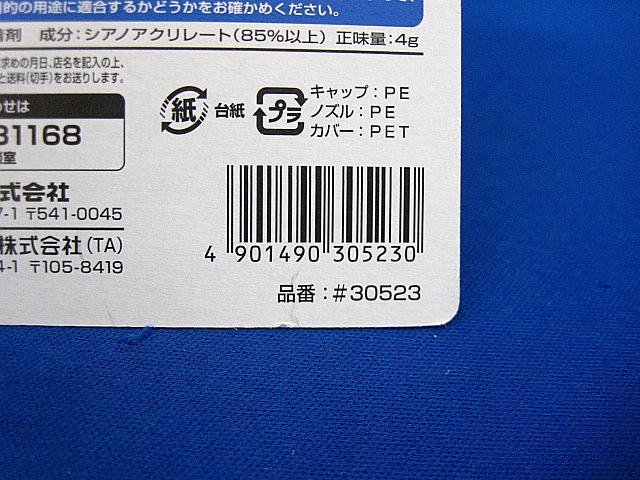 的の用途に適合するかどうかをお確かめください。
着剤 成分：シアノアクリレート（85%以上） 正味量：4g
求めの月日、店名を記入の上、
と送料（切手）をお送りします。
わせは
31168
談室
式会社
7-1 〒541-0045
株式会社（TA）
4-1 〒105-8419
紙 台紙
プラ
キャップ：PE
ノズル：PE
カバー：PET
4 901490 305230
品番：#30523